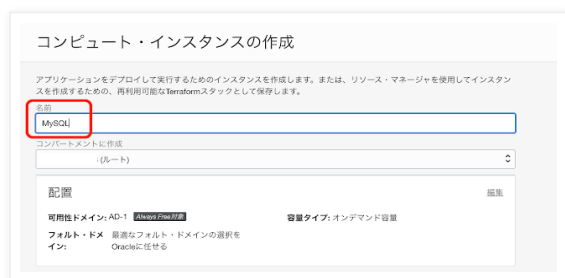 コンピュート・インスタンスの作成
アプリケーションをデプロイして実行するためのインスタンスを作成します。または、リソース・マネージャを使用してインスタン
スを作成するための、再利用可能なTerraformスタックとして保存します。
名前
MySQL
コンパートメントに作成
(ルート)
配置 編集
可用性ドメイン: AD-1 Always Free対象 容量タイプ: オンデマンド容量
フォルト・ドメ 最適なフォルト・ドメインの選択を
イン: Oracleに任せる